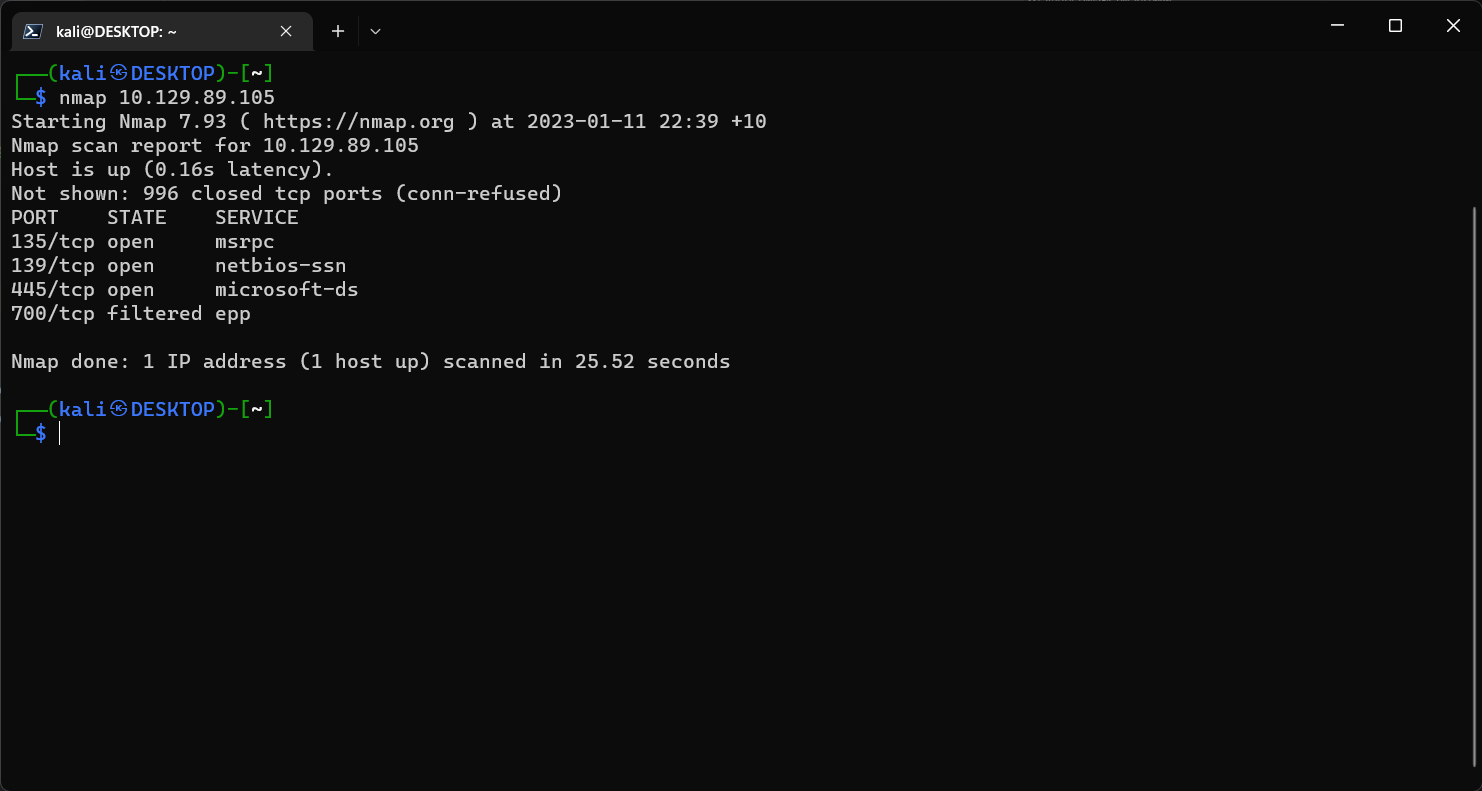 kali@DESKTOP: ~
┌──(kali㉿DESKTOP)-[~]
└─$ nmap 10.129.89.105
Starting Nmap 7.93 ( https://nmap.org ) at 2023-01-11 22:39 +10
Nmap scan report for 10.129.89.105
Host is up (0.16s latency).
Not shown: 996 closed tcp ports (conn-refused)
PORT    STATE    SERVICE
135/tcp open     msrpc
139/tcp open     netbios-ssn
445/tcp open     microsoft-ds
700/tcp filtered epp
Nmap done: 1 IP address (1 host up) scanned in 25.52 seconds
┌──(kali㉿DESKTOP)-[~]
└─$